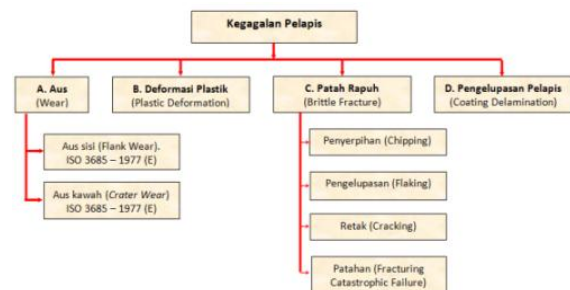 Kegagalan Pelapis
A. Aus
(Wear)
B. Deformasi Plastik
(Plastic Deformation)
C. Patah Rapuh
(Brittle Fracture)
D. Pengelupasan Pelapis
(Coating Delamination)
Aus sisi (Flank Wear).
ISO 3685 – 1977 (E)
Aus kawah (Crater Wear)
ISO 3685 – 1977 (E)
Penyerpihan (Chipping)
Pengelupasan (Flaking)
Retak (Cracking)
Patahan (Fracturing
Catastrophic Failure)